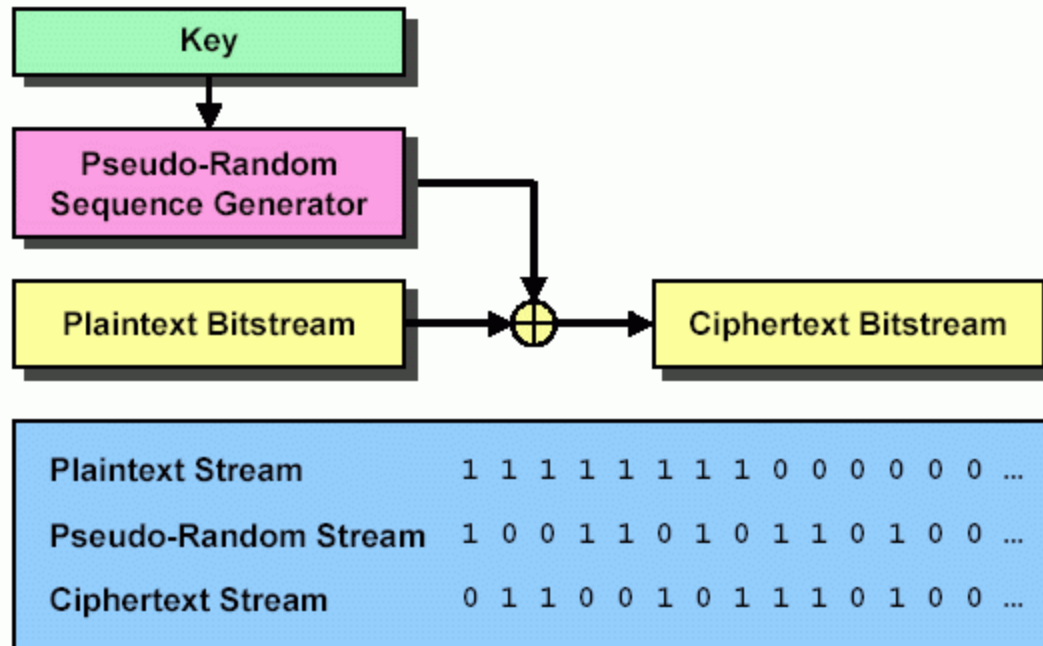 Key
Pseudo-Random
Sequence Generator
Plaintext Bitstream
Ciphertext Bitstream
Plaintext Stream 1 1 1 1 1 1 1 1 0 0 0 0 0 0 ...
Pseudo-Random Stream 1 0 0 1 1 0 1 0 1 1 0 1 0 0 ...
Ciphertext Stream 0 1 1 0 0 1 0 1 1 1 0 1 0 0 ...